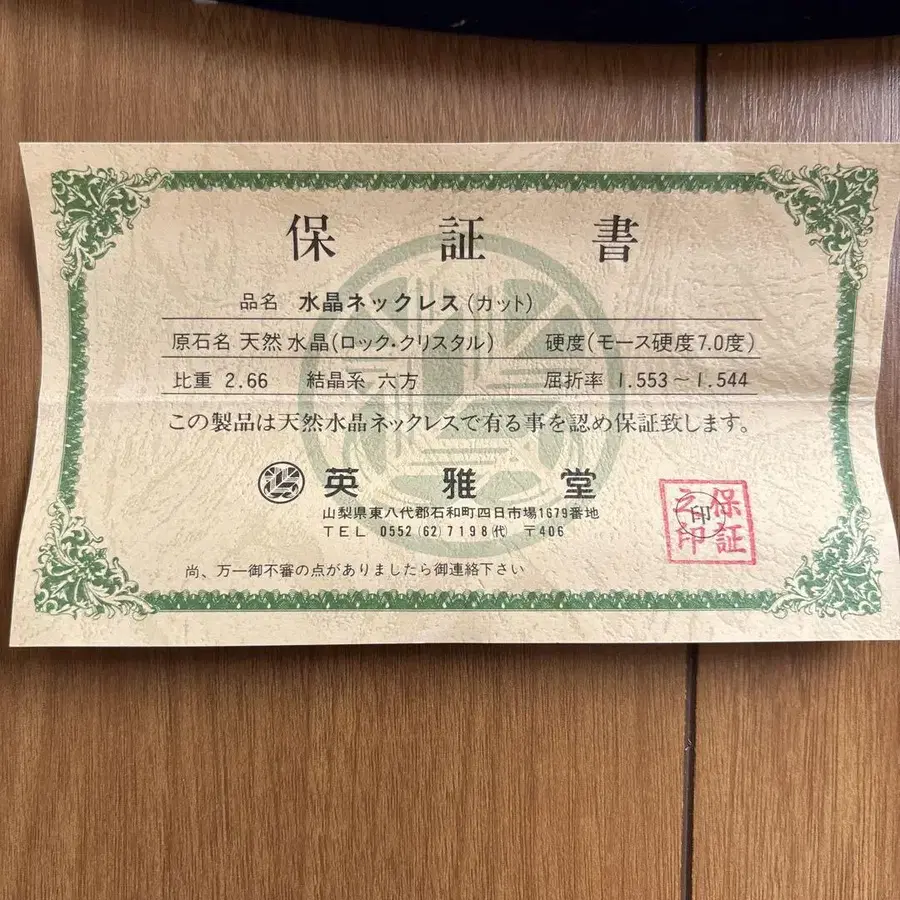 保証書
品名 水晶ネックレス(カット)
原石名 天然水晶(ロック・クリスタル) 硬度(モース硬度7.0度)
比重 2.66 結晶系 六方 屈折率 1.553～1.544
この製品は天然水晶ネックレスで有る事を認め保証致します。
英雅堂
山梨県東八代郡石和町四日市場1679番地
TEL 0552(62)7198(代) 〒406
保証之印
印
尚、万一御不審の点がありましたら御連絡下さい